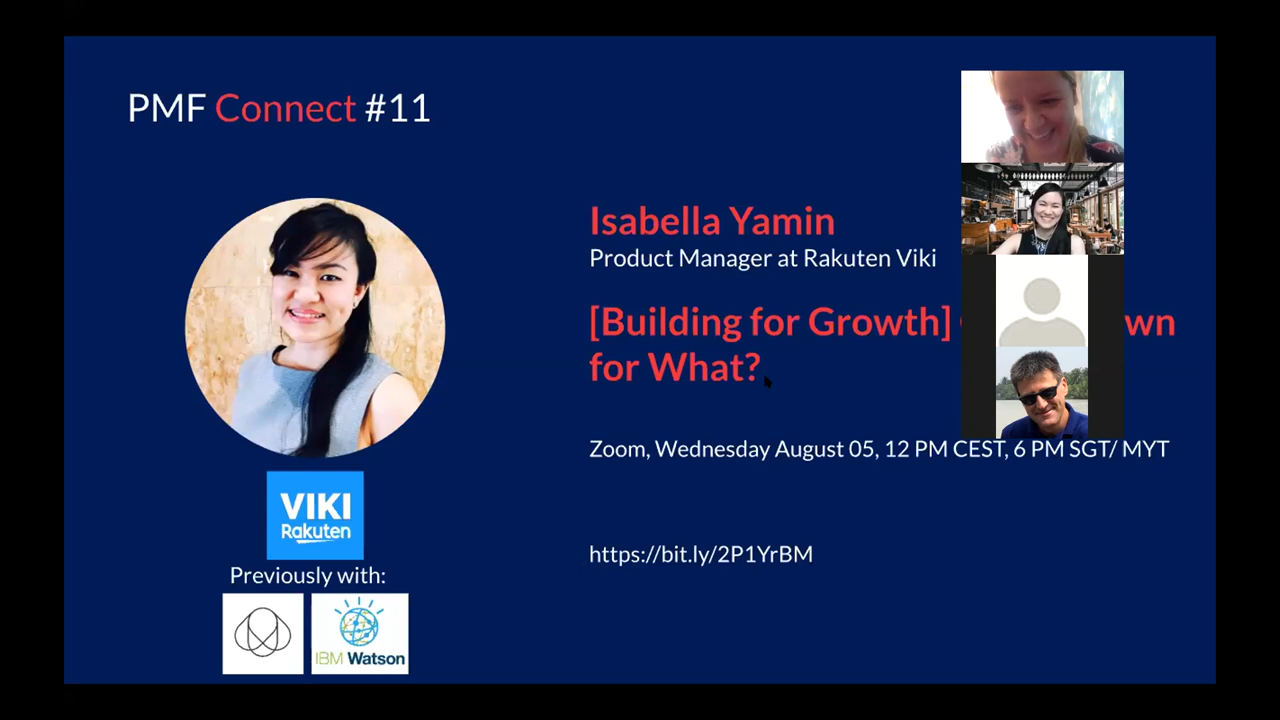 PMF Connect #11
Isabella Yamin
Product Manager at Rakuten Viki
[Building for Growth] wn
for What?
Zoom, Wednesday August 05, 12 PM CEST, 6 PM SGT/ MYT
https://bit.ly/2P1YrBM
VIKI
Rakuten
Previously with:
IBM Watson